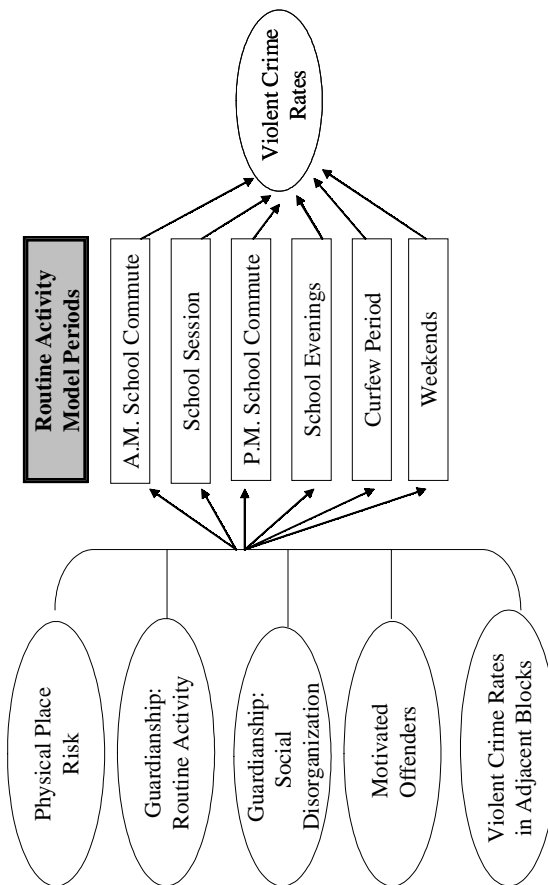 Physical Place
Risk
Guardianship:
Routine Activity
Guardianship:
Social
Disorganization
Motivated
Offenders
Violent Crime Rates
in Adjacent Blocks
Routine Activity
Model Periods
A.M. School Commute
School Session
P.M. School Commute
School Evenings
Curfew Period
Weekends
Violent Crime
Rates